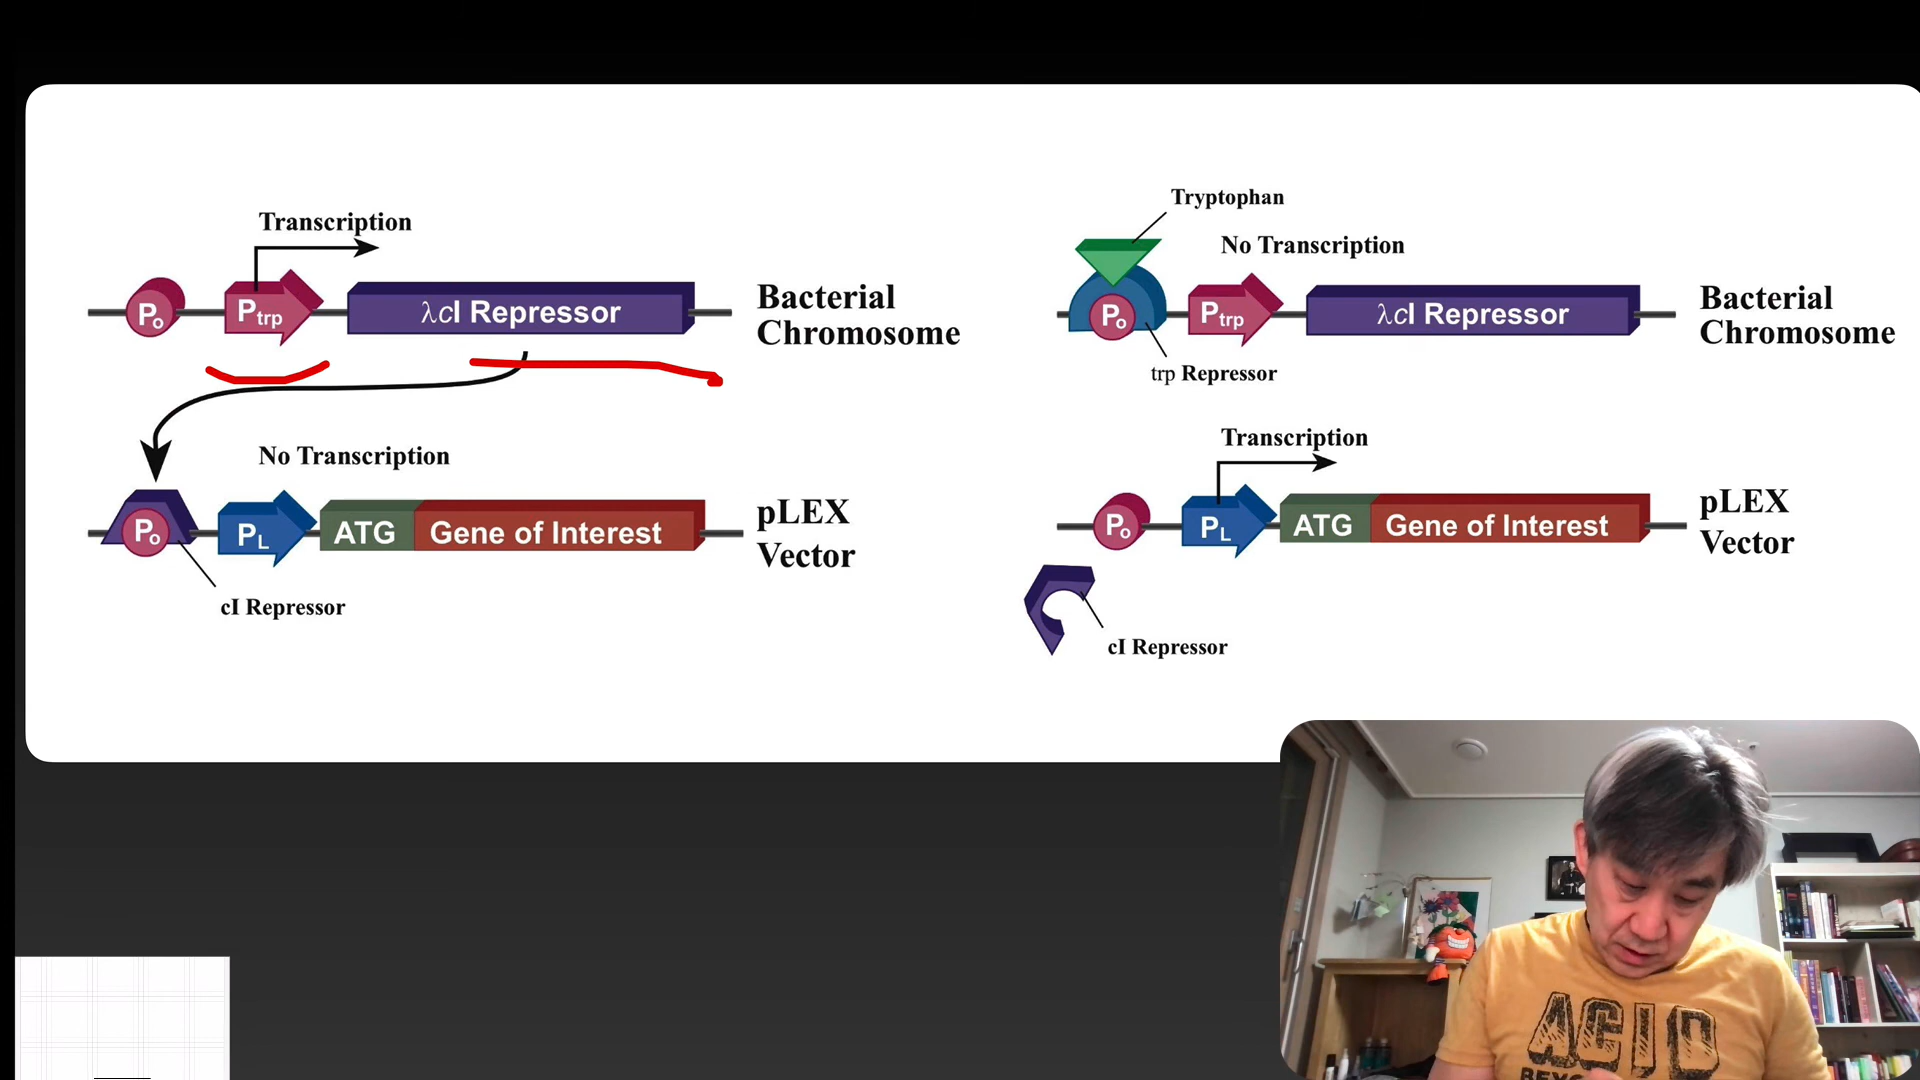 Transcription
Po
Ptrp
λcI Repressor
Bacterial
Chromosome
No Transcription
Po
PL
ATG
Gene of Interest
pLEX
Vector
cI Repressor
Tryptophan
No Transcription
Po
Ptrp
λcI Repressor
Bacterial
Chromosome
trp Repressor
Transcription
Po
PL
ATG
Gene of Interest
pLEX
Vector
cI Repressor
ACID